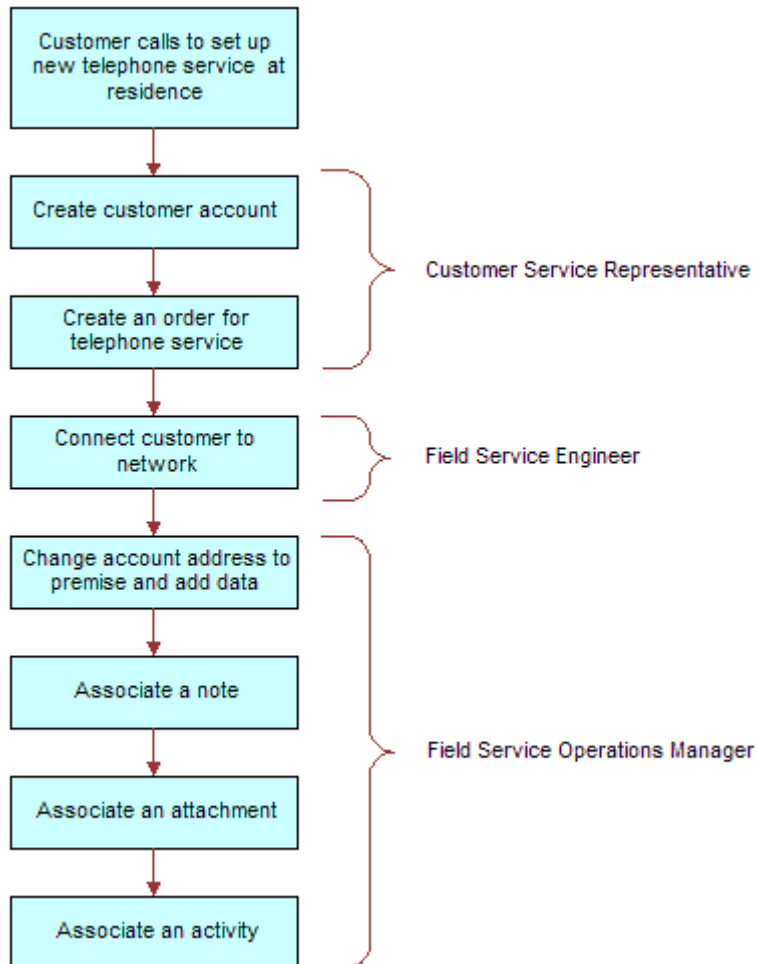 Customer calls to set up
new telephone service at
residence
Create customer account
Customer Service Representative
Create an order for
telephone service
Connect customer to
network
Field Service Engineer
Change account address to
premise and add data
Associate a note
Field Service Operations Manager
Associate an attachment
Associate an activity